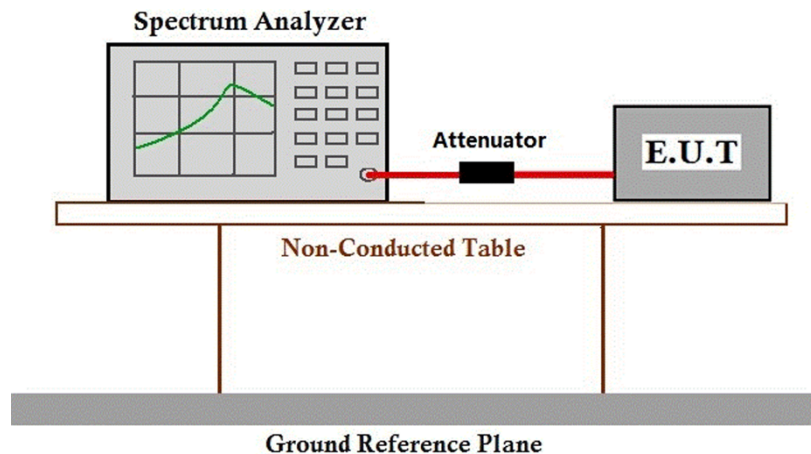 Spectrum Analyzer
Attenuator
E.U.T
Non-Conducted Table
Ground Reference Plane